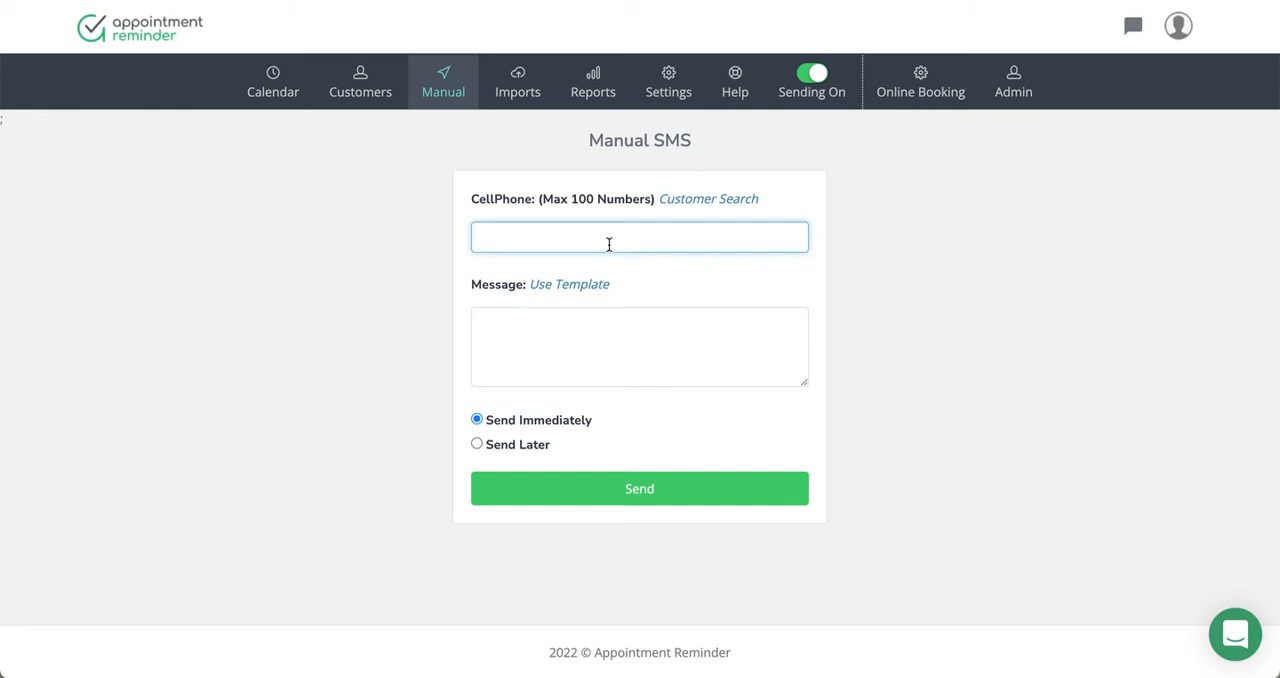 appointment
reminder
Calendar
Customers
Manual
Imports
Reports
Settings
Help
Sending On
Online Booking
Admin
;
Manual SMS
CellPhone: (Max 100 Numbers) Customer Search
Message: Use Template
Send Immediately
Send Later
Send
2022 © Appointment Reminder